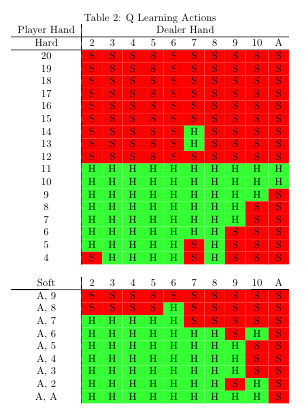 Table 2: Q Learning Actions
Player Hand Dealer Hand
Hard 2 3 4 5 6 7 8 9 10 A
20 S S S S S S S S S S
19 S S S S S S S S S S
18 S S S S S S S S S S
17 S S S S S S S S S S
16 S S S S S S S S S S
15 S S S S S S S S S S
14 S S S S S H S S S S
13 S S S S S H S S S S
12 S S S S S S S S S S
11 H H H H H H H H H H
10 H H H H H H H H H H
9 H H H H H H H H H S
8 H H H H H H H H S S
7 H H H H H H H H S S
6 H H H H H H H S S S
5 H H H H H S H S S S
4 S H H H H S H S S S
Soft 2 3 4 5 6 7 8 9 10 A
A, 9 S S S S S S S S S S
A, 8 S S S S H S S S S S
A, 7 H H H H H S S S S S
A, 6 H H H H H H H S H S
A, 5 H H H H H H H H S S
A, 4 H H H H H H H H S S
A, 3 H H H H H H H H S S
A, 2 H H H H H H H S H S
A, A H H H H H H H H H H